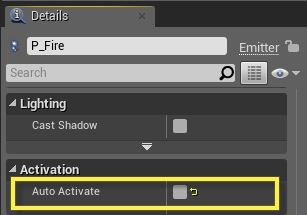 Details
P_Fire
Emitter
Search
Lighting
Cast Shadow
Activation
Auto Activate